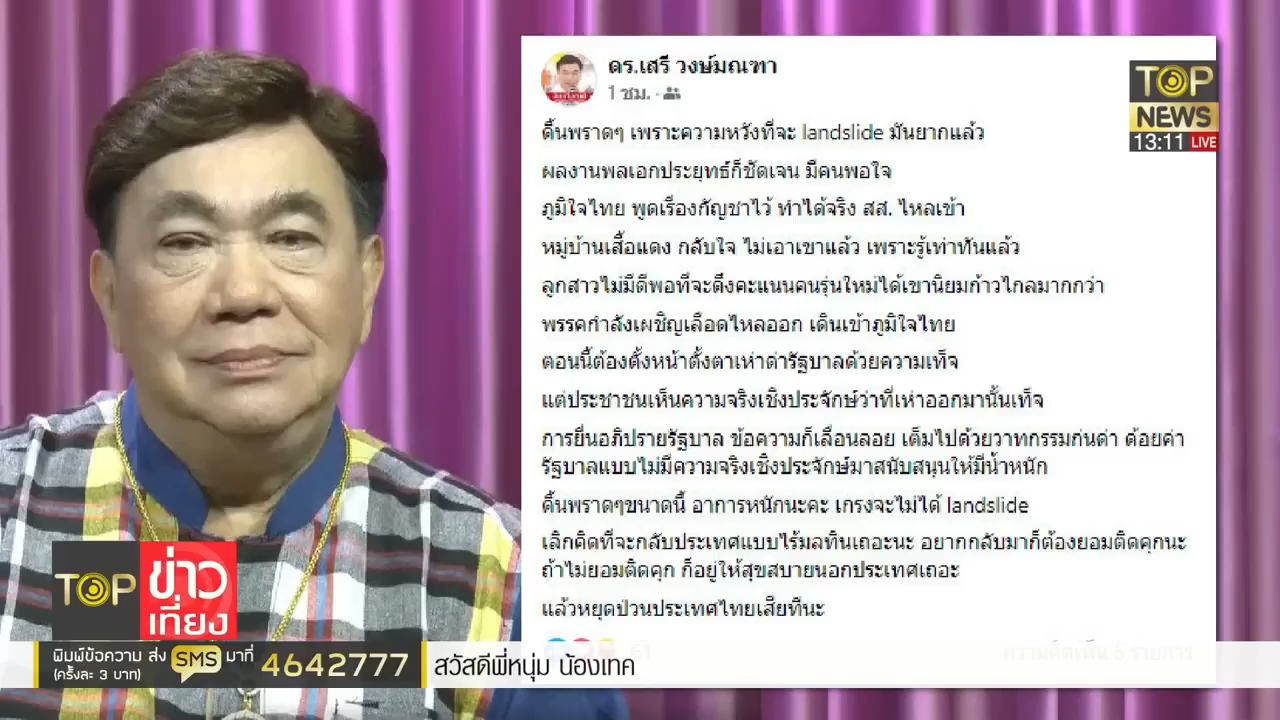 ดร.เสรี วงษ์มณฑา
1 ชม.
ดิ้นพราดๆ เพราะความหวังที่จะ landslide มันยากแล้ว
ผลงานพลเอกประยุทธ์ก็ชัดเจน มีคนพอใจ
ภูมิใจไทย พูดเรื่องกัญชาไว้ ทำได้จริง สส. ไหลเข้า
หมู่บ้านเสื้อแดง กลับใจ ไม่เอาเขาแล้ว เพราะรู้เท่าทันแล้ว
ลูกสาวไม่มีดีพอที่จะดึงคะแนนคนรุ่นใหม่ได้เขานิยมก้าวไกลมากกว่า
พรรคกำลังเผชิญเลือดไหลออก เดินเข้าภูมิใจไทย
ตอนนี้ต้องตั้งหน้าตั้งตาเห่าด่ารัฐบาลด้วยความเท็จ
แต่ประชาชนเห็นความจริงเชิงประจักษ์ว่าที่เห่าออกมานั้นเท็จ
การยื่นอภิปรายรัฐบาล ข้อความก็เลื่อนลอย เต็มไปด้วยวาทกรรมก่นด่า ด้อยค่า
รัฐบาลแบบไม่มีความจริงเชิงประจักษ์มาสนับสนุนให้มีน้ำหนัก
ดิ้นพราดๆขนาดนี้ อาการหนักนะคะ เกรงจะไม่ได้ landslide
เลิกคิดที่จะกลับประเทศแบบไร้มลทินเถอะนะ อยากกลับมาก็ต้องยอมติดคุกนะ
ถ้าไม่ยอมติดคุก ก็อยู่ให้สุขสบายนอกประเทศเถอะ
แล้วหยุดป่วนประเทศไทยเสียทีนะ
61
ความคิดเห็น 6 รายการ
TOP
NEWS
13:11 LIVE
TOP
ข่าว
เที่ยง
พิมพ์ข้อความ ส่ง SMS มาที่ 4642777
(ครั้งละ 3 บาท)
สวัสดีพี่หนุ่ม น้องเทค